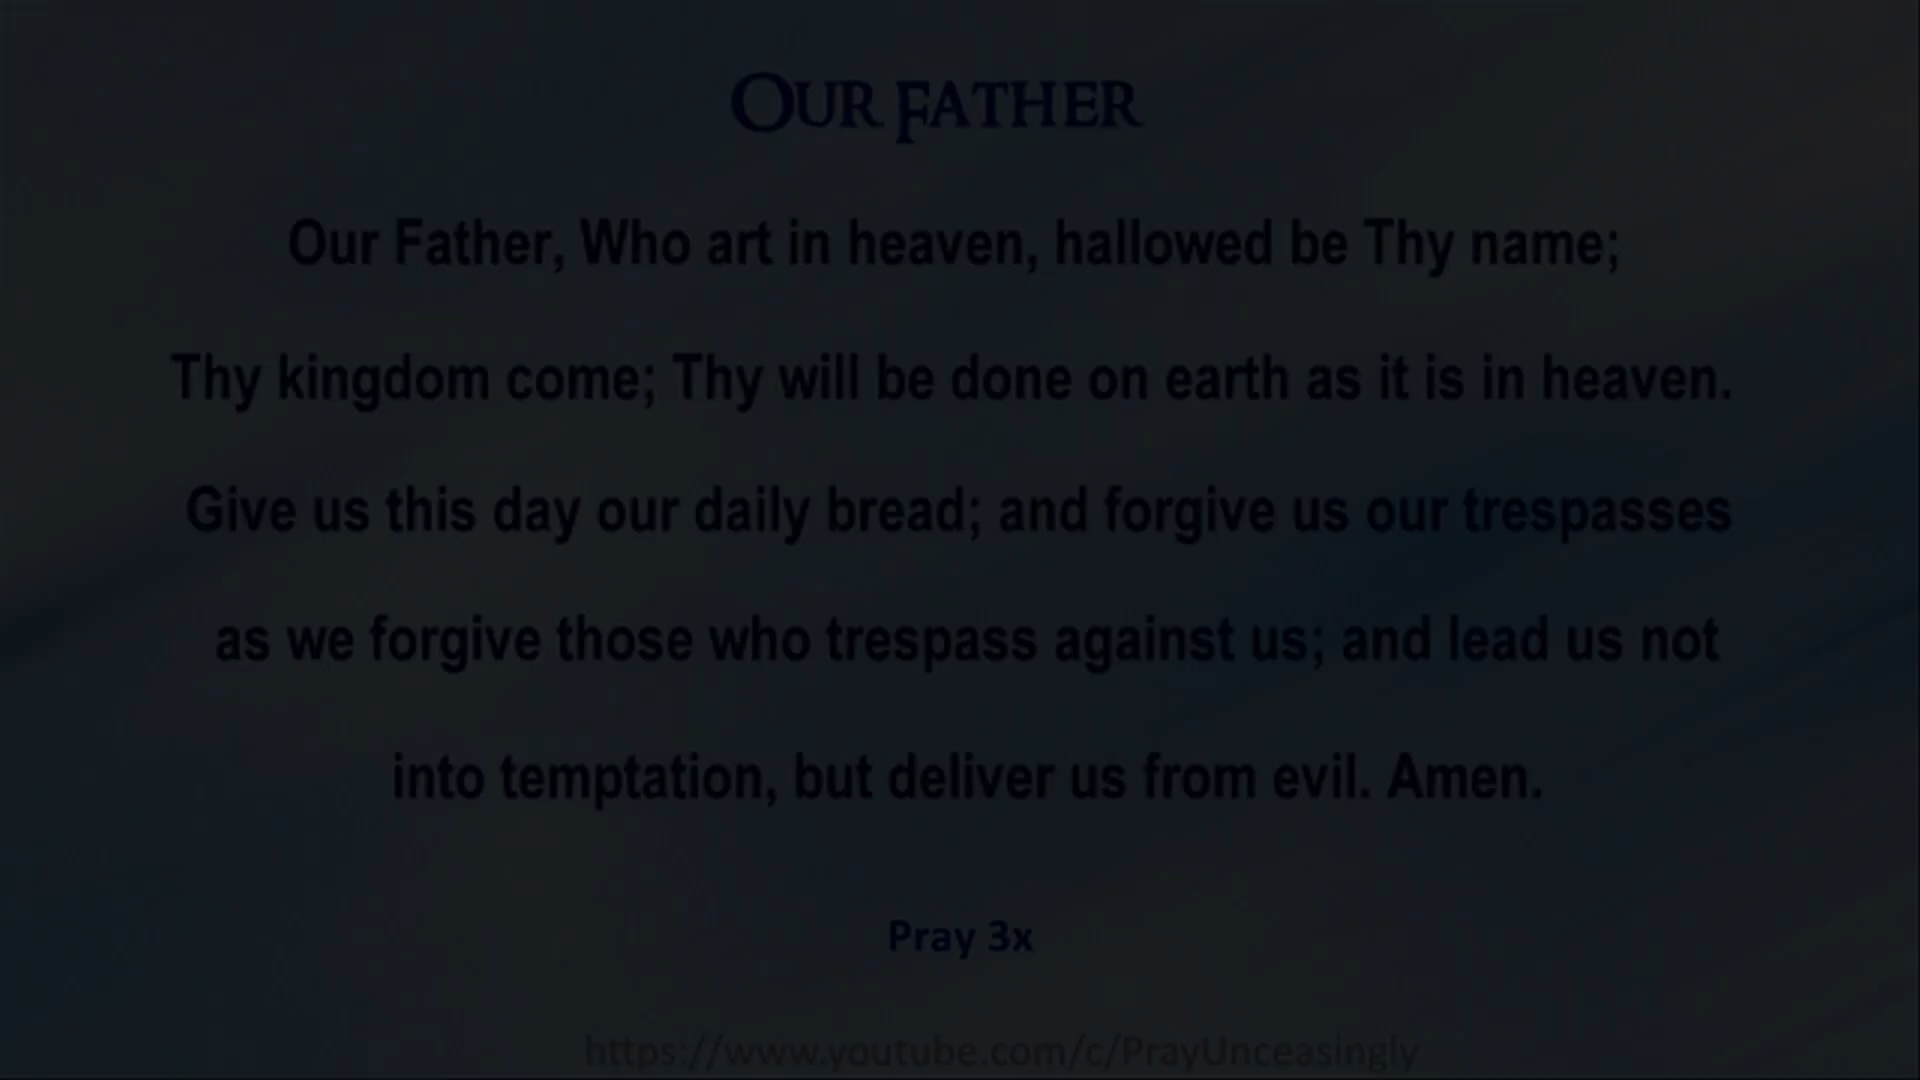 OUR FATHER
Our Father, Who art in heaven, hallowed be Thy name;
Thy kingdom come; Thy will be done on earth as it is in heaven.
Give us this day our daily bread; and forgive us our trespasses
as we forgive those who trespass against us; and lead us not
into temptation, but deliver us from evil. Amen.
Pray 3x
https://www.youtube.com/c/PrayUnceasingly